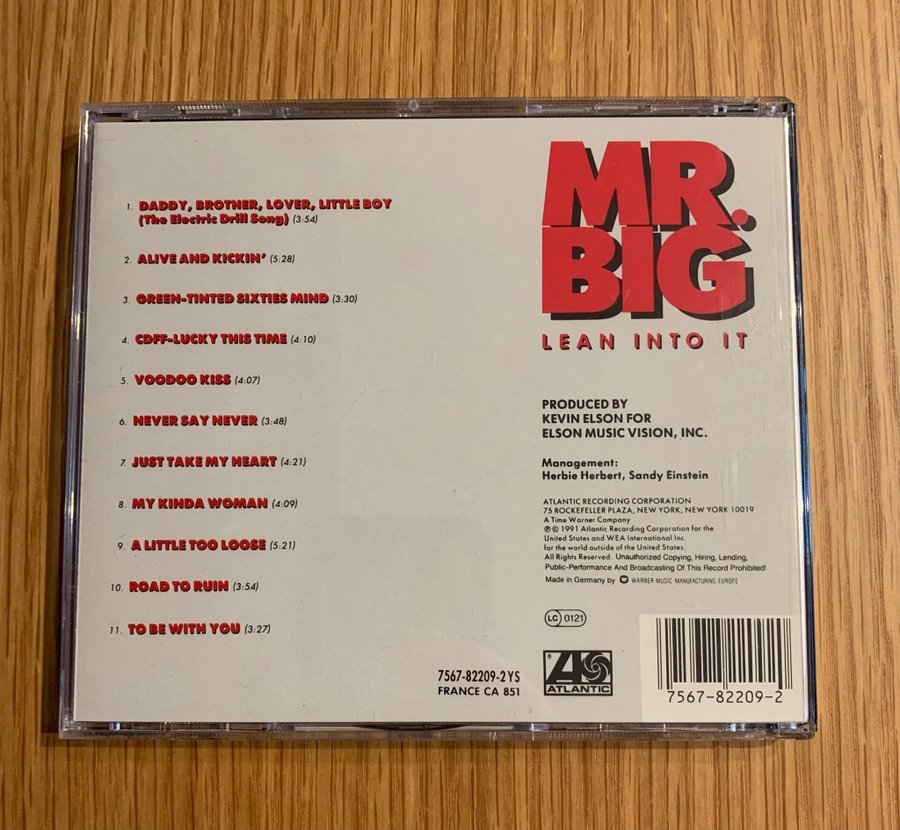 1. DADDY, BROTHER, LOVER, LITTLE BOY
(The Electric Drill Song) (3:54)
2. ALIVE AND KICKIN' (5:28)
3. GREEN-TINTED SIXTIES MIND (3:30)
4. CDFF-LUCKY THIS TIME (4:10)
5. VOODOO KISS (4:07)
6. NEVER SAY NEVER (3:48)
7. JUST TAKE MY HEART (4:21)
8. MY KINDA WOMAN (4:09)
9. A LITTLE TOO LOOSE (5:21)
10. ROAD TO RUIN (3:54)
11. TO BE WITH YOU (3:27)
MR.
BIG
LEAN INTO IT
PRODUCED BY
KEVIN ELSON FOR
ELSON MUSIC VISION, INC.
Management:
Herbie Herbert, Sandy Einstein
ATLANTIC RECORDING CORPORATION
75 ROCKEFELLER PLAZA, NEW YORK, NEW YORK 10019
A Time Warner Company
℗ © 1991 Atlantic Recording Corporation for the
United States and WEA International Inc.
for the world outside of the United States.
All Rights Reserved. Unauthorized Copying, Hiring, Lending,
Public-Performance And Broadcasting Of This Record Prohibited!
Made in Germany by WARNER MUSIC MANUFACTURING EUROPE
LC 0121
7567-82209-2 YS
FRANCE CA 851
® A
ATLANTIC
7567-82209-2